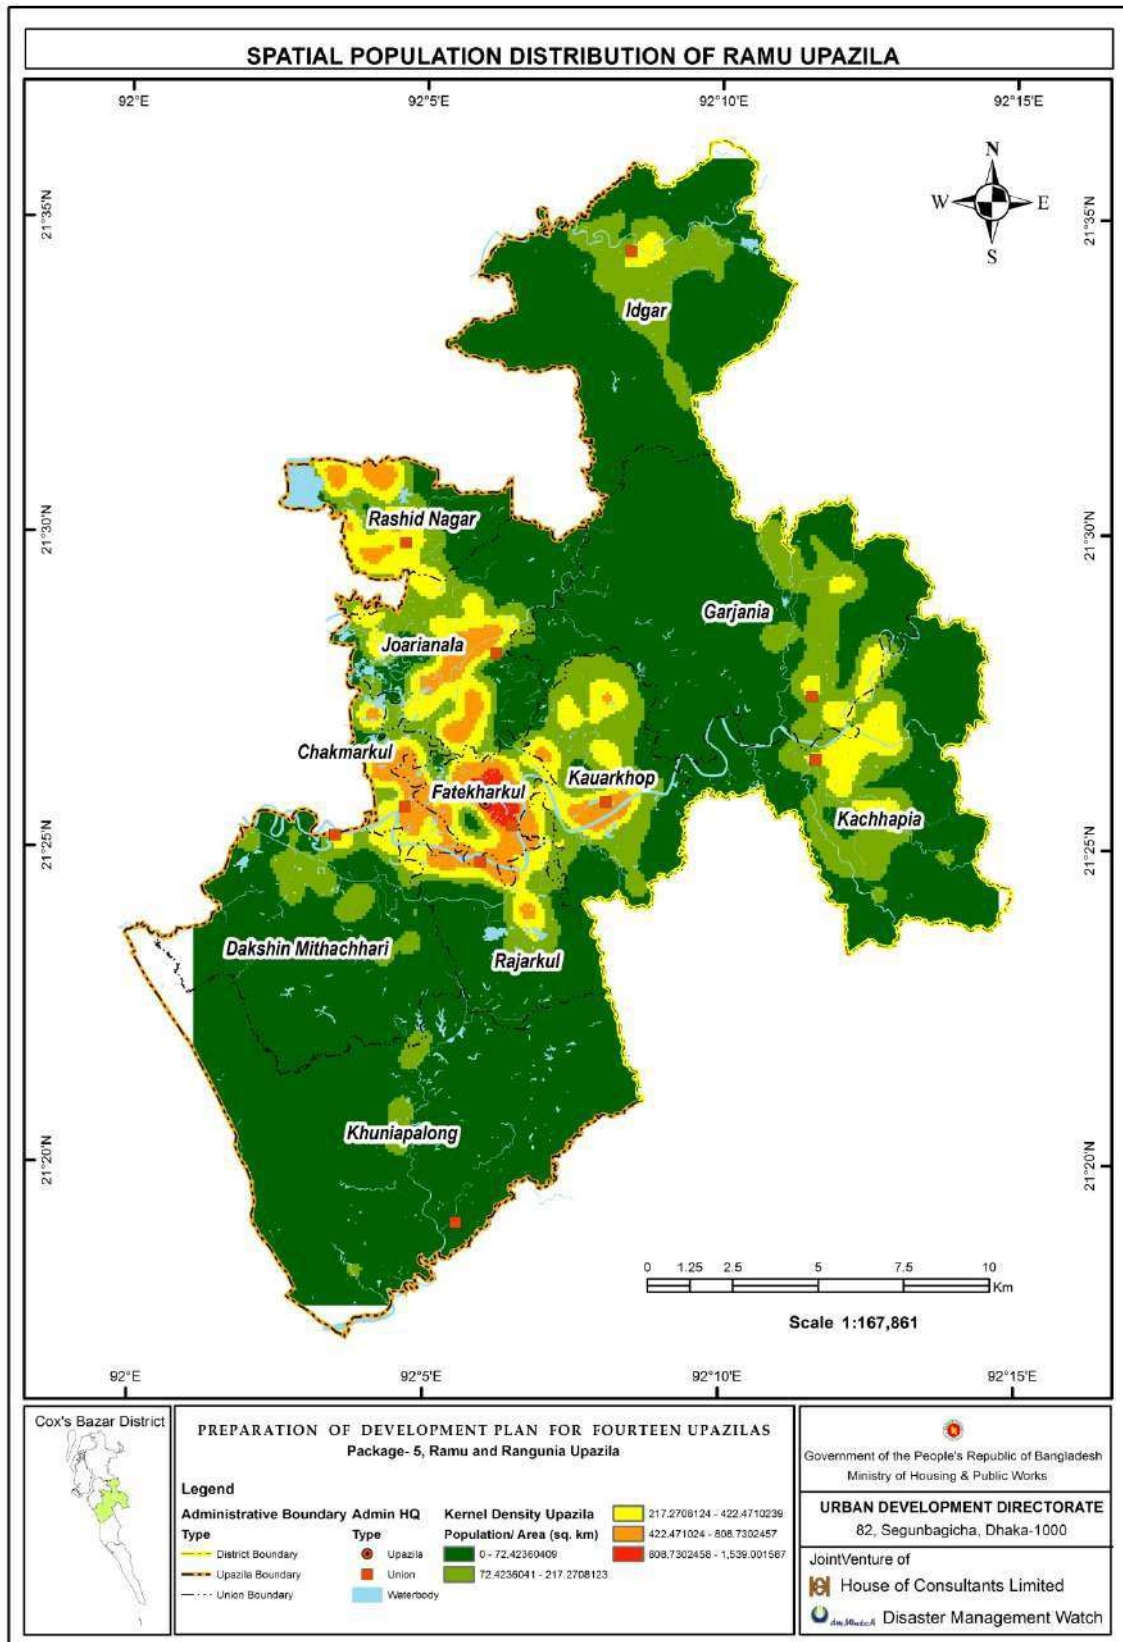 SPATIAL POPULATION DISTRIBUTION OF RAMU UPAZILA
92°E 92°5'E 92°10'E 92°15'E
N
W E
S
21°35'N 21°35'N
Idgar
21°30'N 21°30'N
Rashid Nagar
Garjania
Joarianala
Chakmarkul
Kauarkhop
Fatekharkul
Kachhapia
21°25'N 21°25'N
Dakshin Mithachhari
Rajarkul
Khuniapalong
21°20'N 21°20'N
0 1.25 2.5 5 7.5 10
Km
Scale 1:167,861
92°E 92°5'E 92°10'E 92°15'E
Cox's Bazar District
PREPARATION OF DEVELOPMENT PLAN FOR FOURTEEN UPAZILAS
Package- 5, Ramu and Rangunia Upazila
Legend
Administrative Boundary
Type
District Boundary
Upazila Boundary
Union Boundary
Admin HQ
Type
Upazila
Union
Waterbody
Kernel Density Upazila
Population/ Area (sq. km)
0 - 72.42360409
72.4236041 - 217.2708123
217.2708124 - 422.4710239
422.471024 - 808.7302457
808.7302458 - 1,539.001567
Government of the People's Republic of Bangladesh
Ministry of Housing & Public Works
URBAN DEVELOPMENT DIRECTORATE
82, Segunbagicha, Dhaka-1000
JointVenture of
House of Consultants Limited
Disaster Management Watch